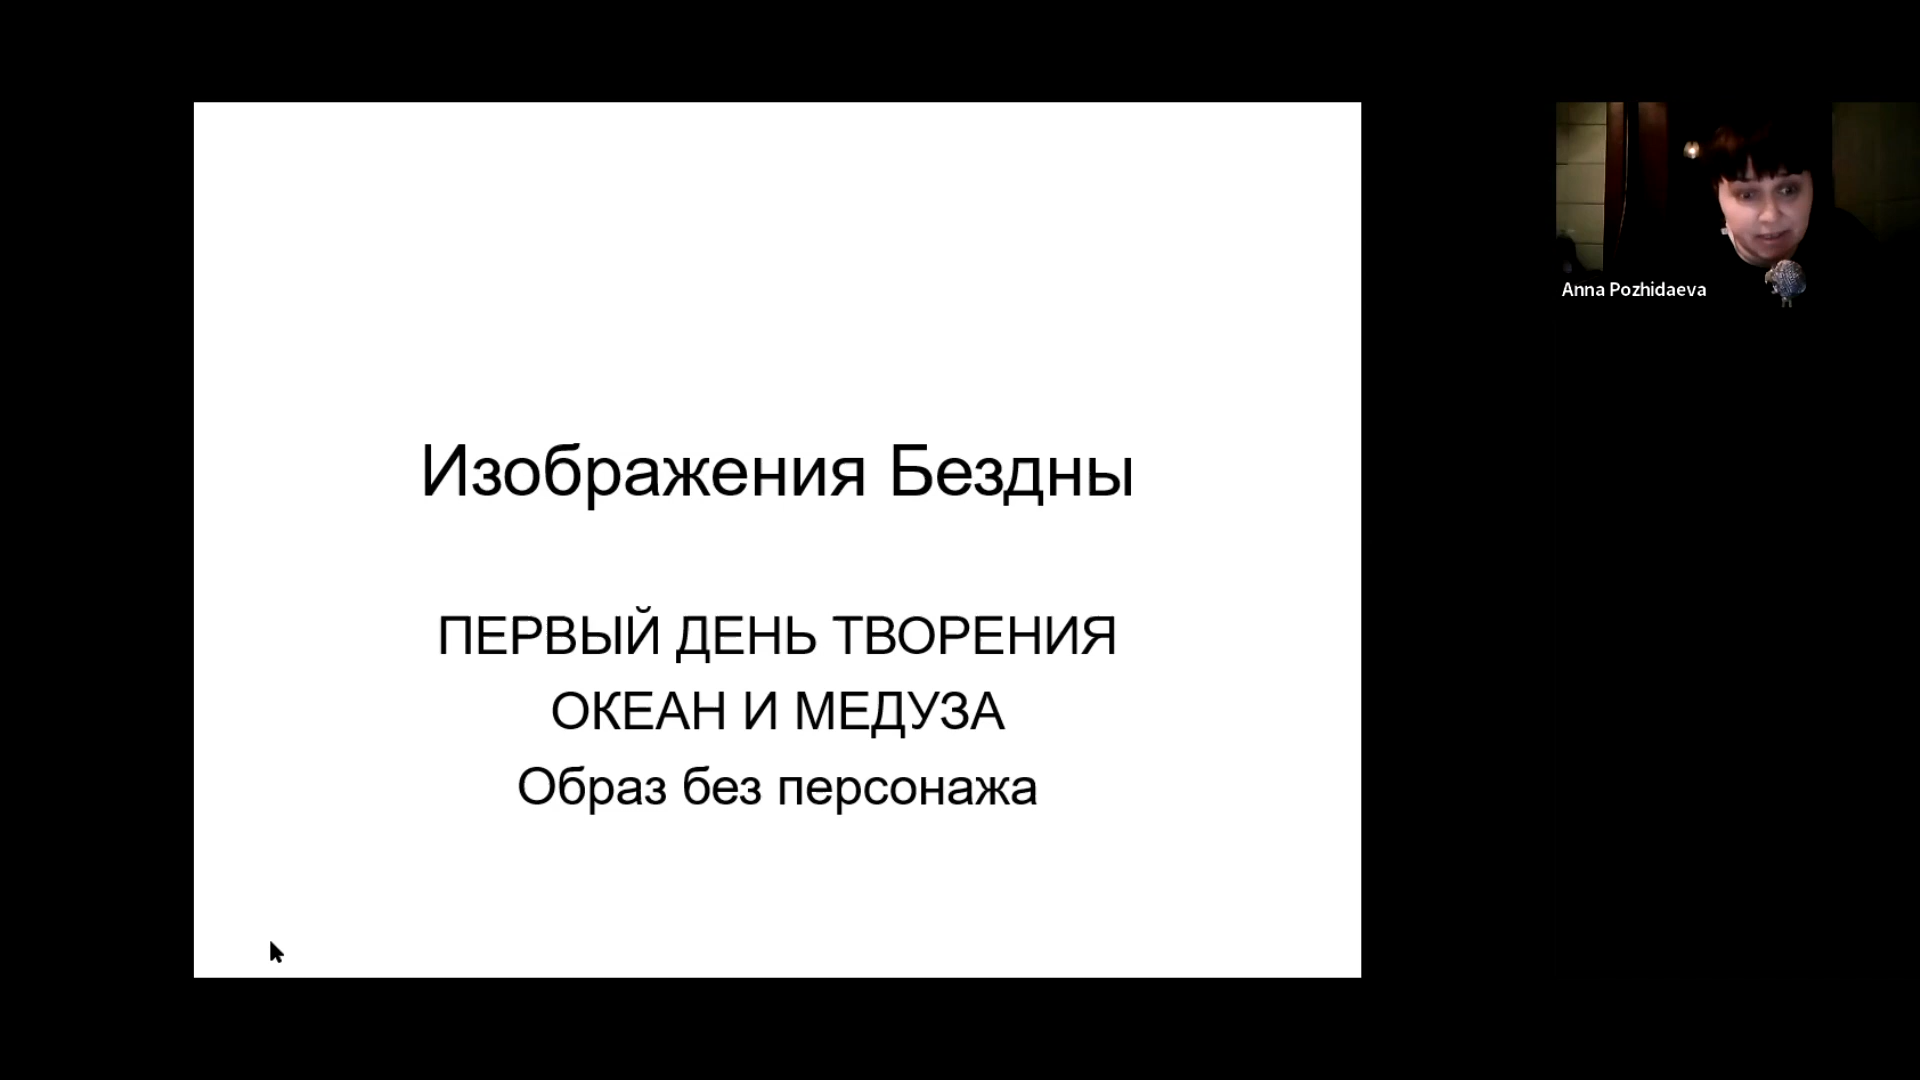 Изображения Бездны
ПЕРВЫЙ ДЕНЬ ТВОРЕНИЯ
ОКЕАН И МЕДУЗА
Образ без персонажа
Anna Pozhidaeva